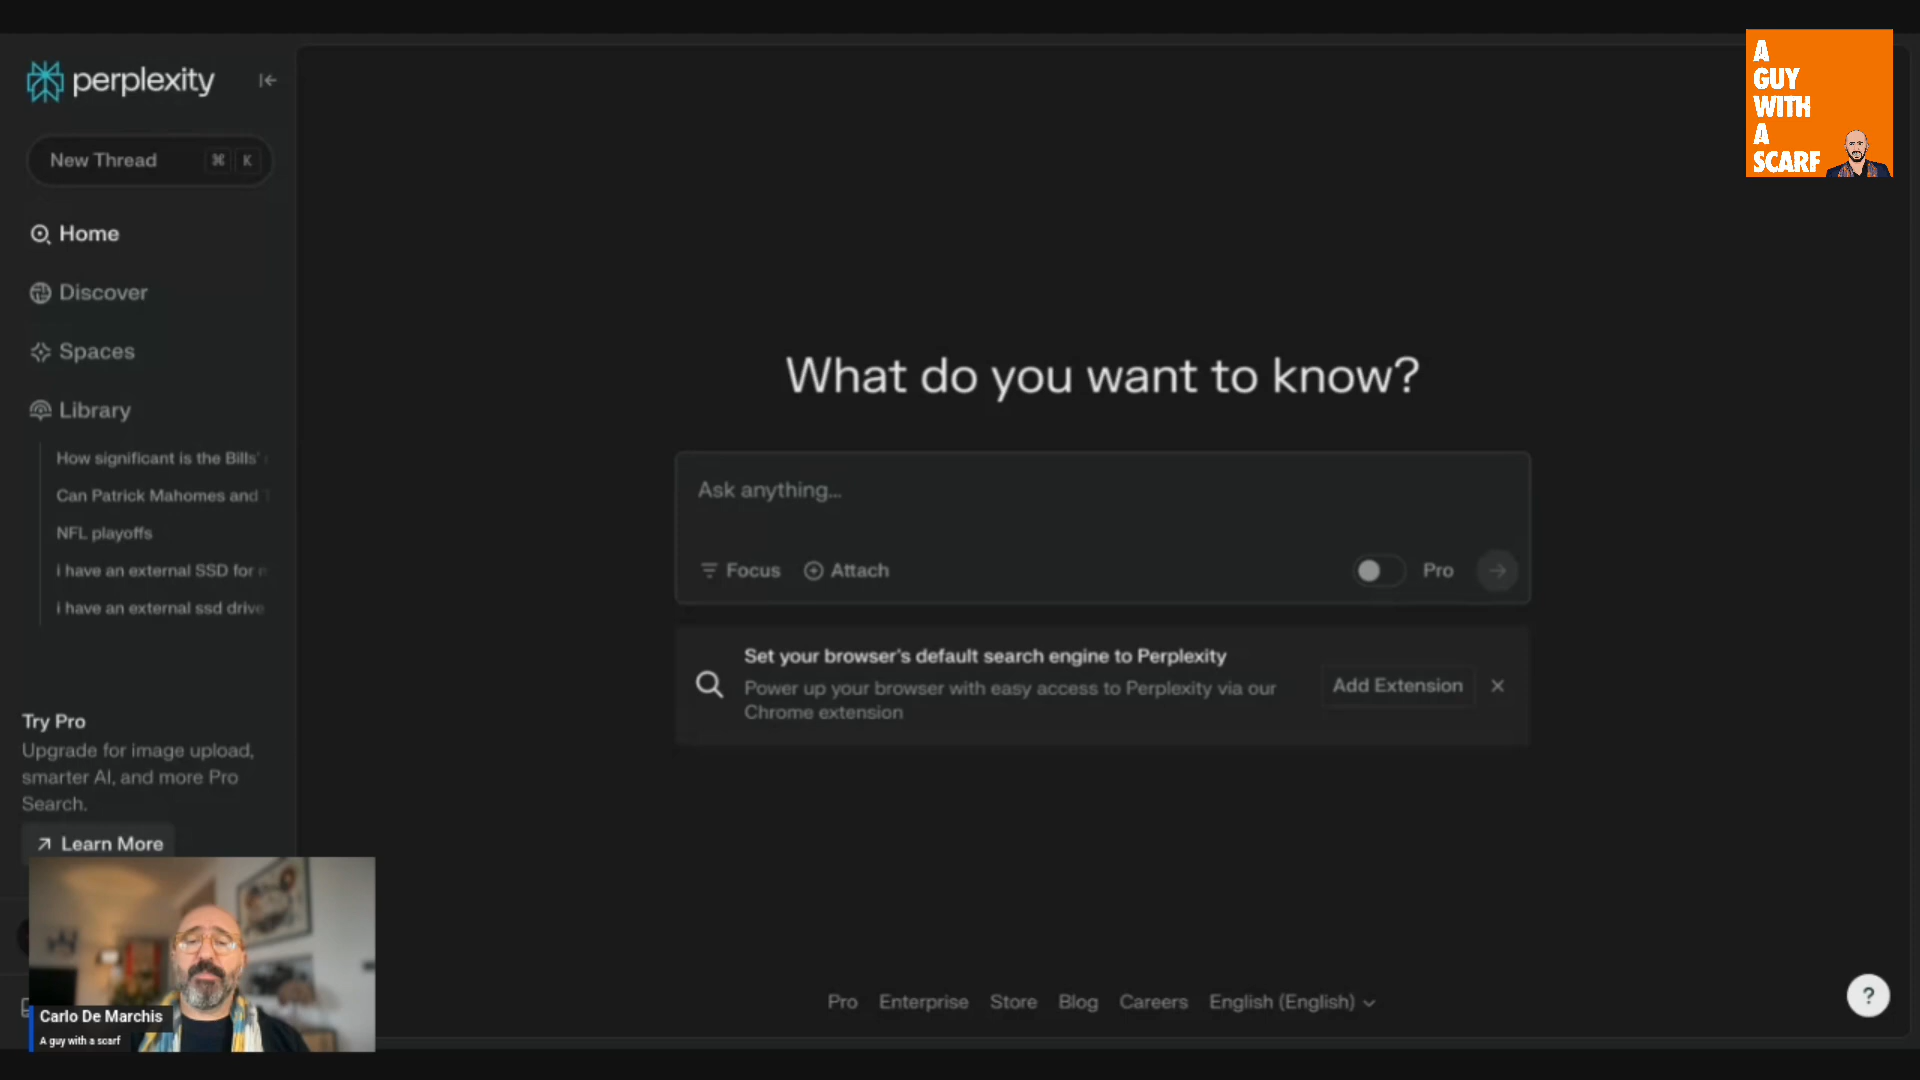 perplexity
New Thread ⌘ K
Home
Discover
Spaces
Library
How significant is the Bills'
Can Patrick Mahomes and
NFL playoffs
i have an external SSD for
i have an external ssd drive
Try Pro
Upgrade for image upload,
smarter AI, and more Pro
Search.
Learn More
What do you want to know?
Ask anything...
Focus
Attach
Pro
Set your browser's default search engine to Perplexity
Power up your browser with easy access to Perplexity via our
Chrome extension
Add Extension
Pro Enterprise Store Blog Careers English (English)
?
A
GUY
WITH
A
SCARF
Carlo De Marchis
A guy with a scarf